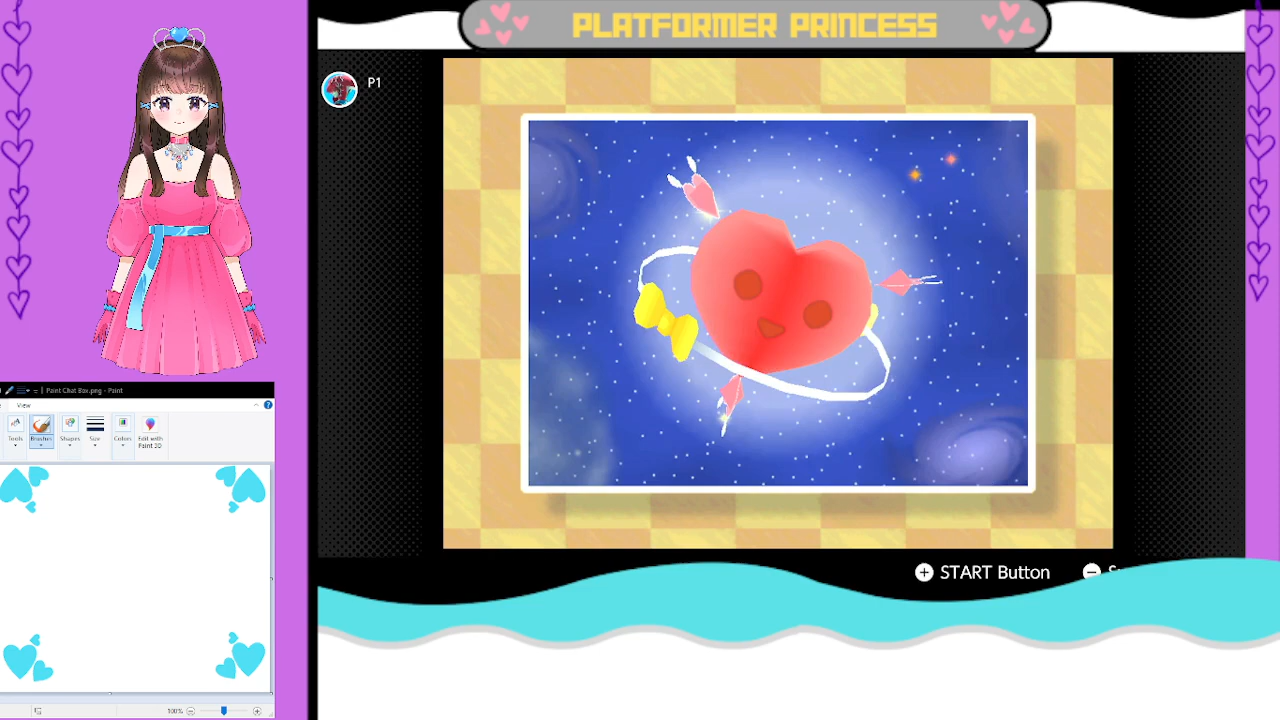 PLATFORMER PRINCESS
P1
Paint Chat Box.png - Paint
View
Tools
Brushes
Shapes
Size
Colors
Edit with
Paint 3D
START Button
100%